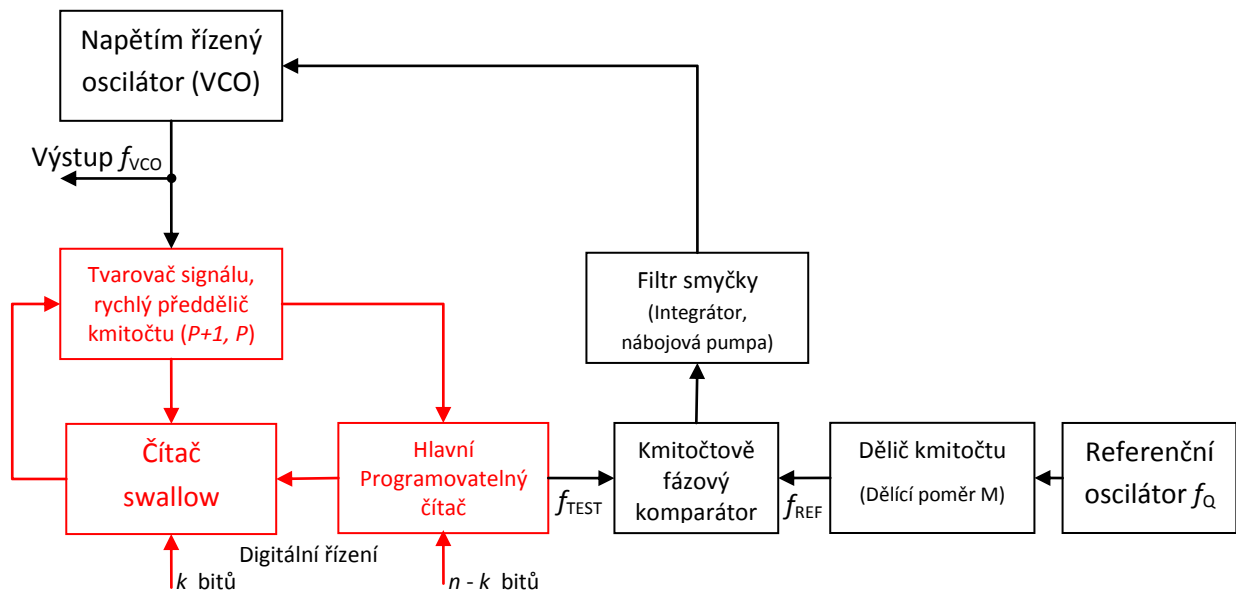 Napětím řízený
oscilátor (VCO)
Výstup fVCO
Tvarovač signálu,
rychlý předdělič
kmitočtu (P+1, P)
Filtr smyčky
(Integrátor,
nábojová pumpa)
Čítač
swallow
Hlavní
Programovatelný
čítač
fTEST
Kmitočtově
fázový
komparátor
fREF
Dělič kmitočtu
(Dělící poměr M)
Referenční
oscilátor fQ
Digitální řízení
k bitů
n - k bitů